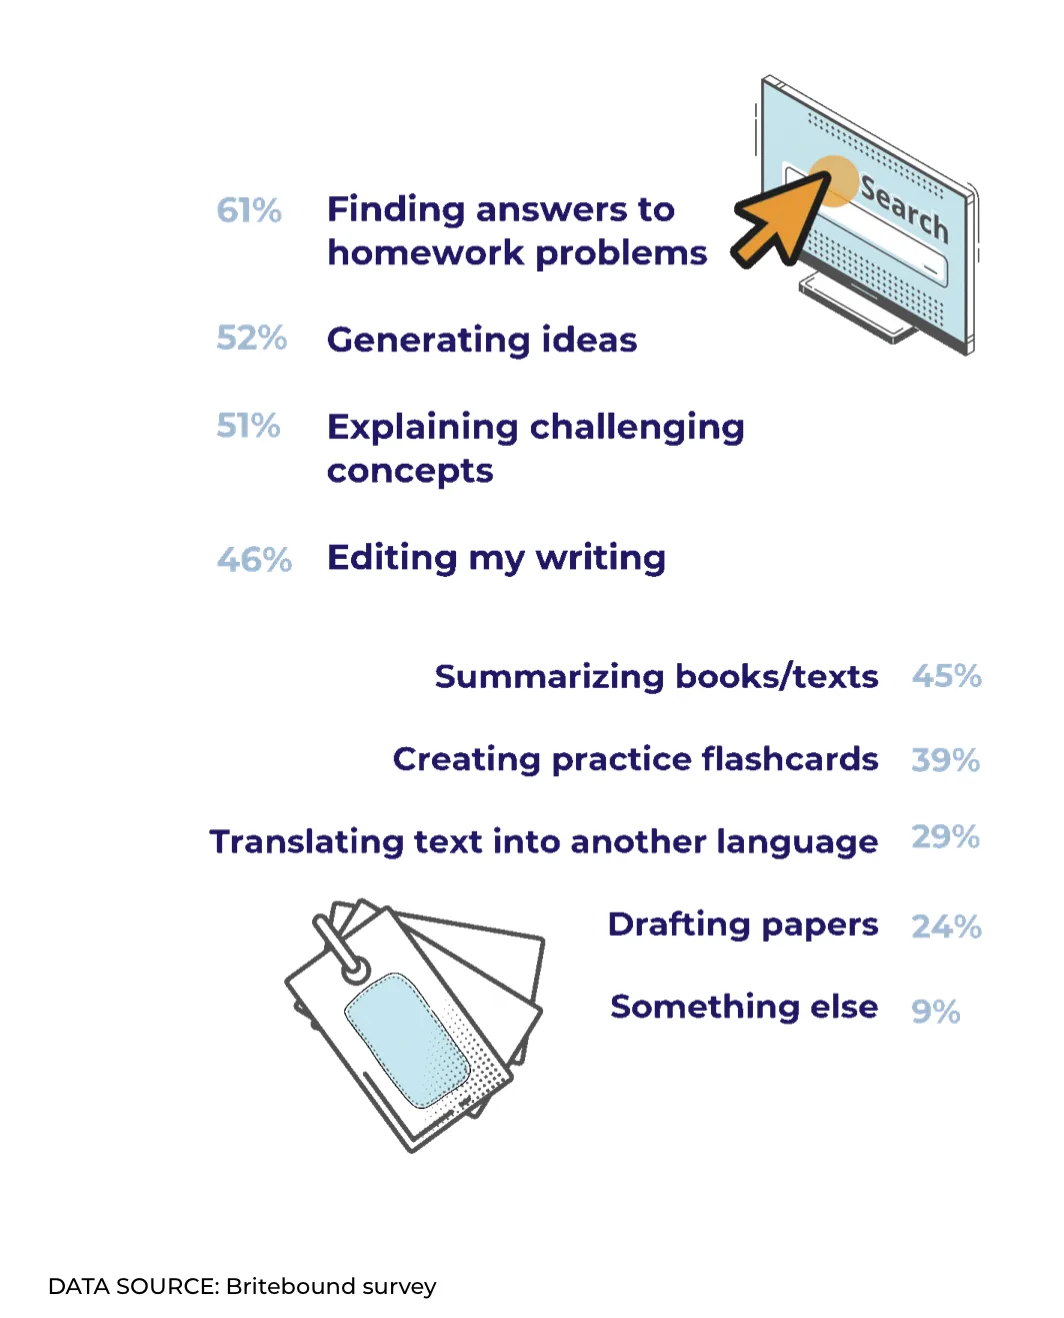 Search
61% Finding answers to
homework problems
52% Generating ideas
51% Explaining challenging
concepts
46% Editing my writing
Summarizing books/texts 45%
Creating practice flashcards 39%
Translating text into another language 29%
Drafting papers 24%
Something else 9%
DATA SOURCE: Britebound survey